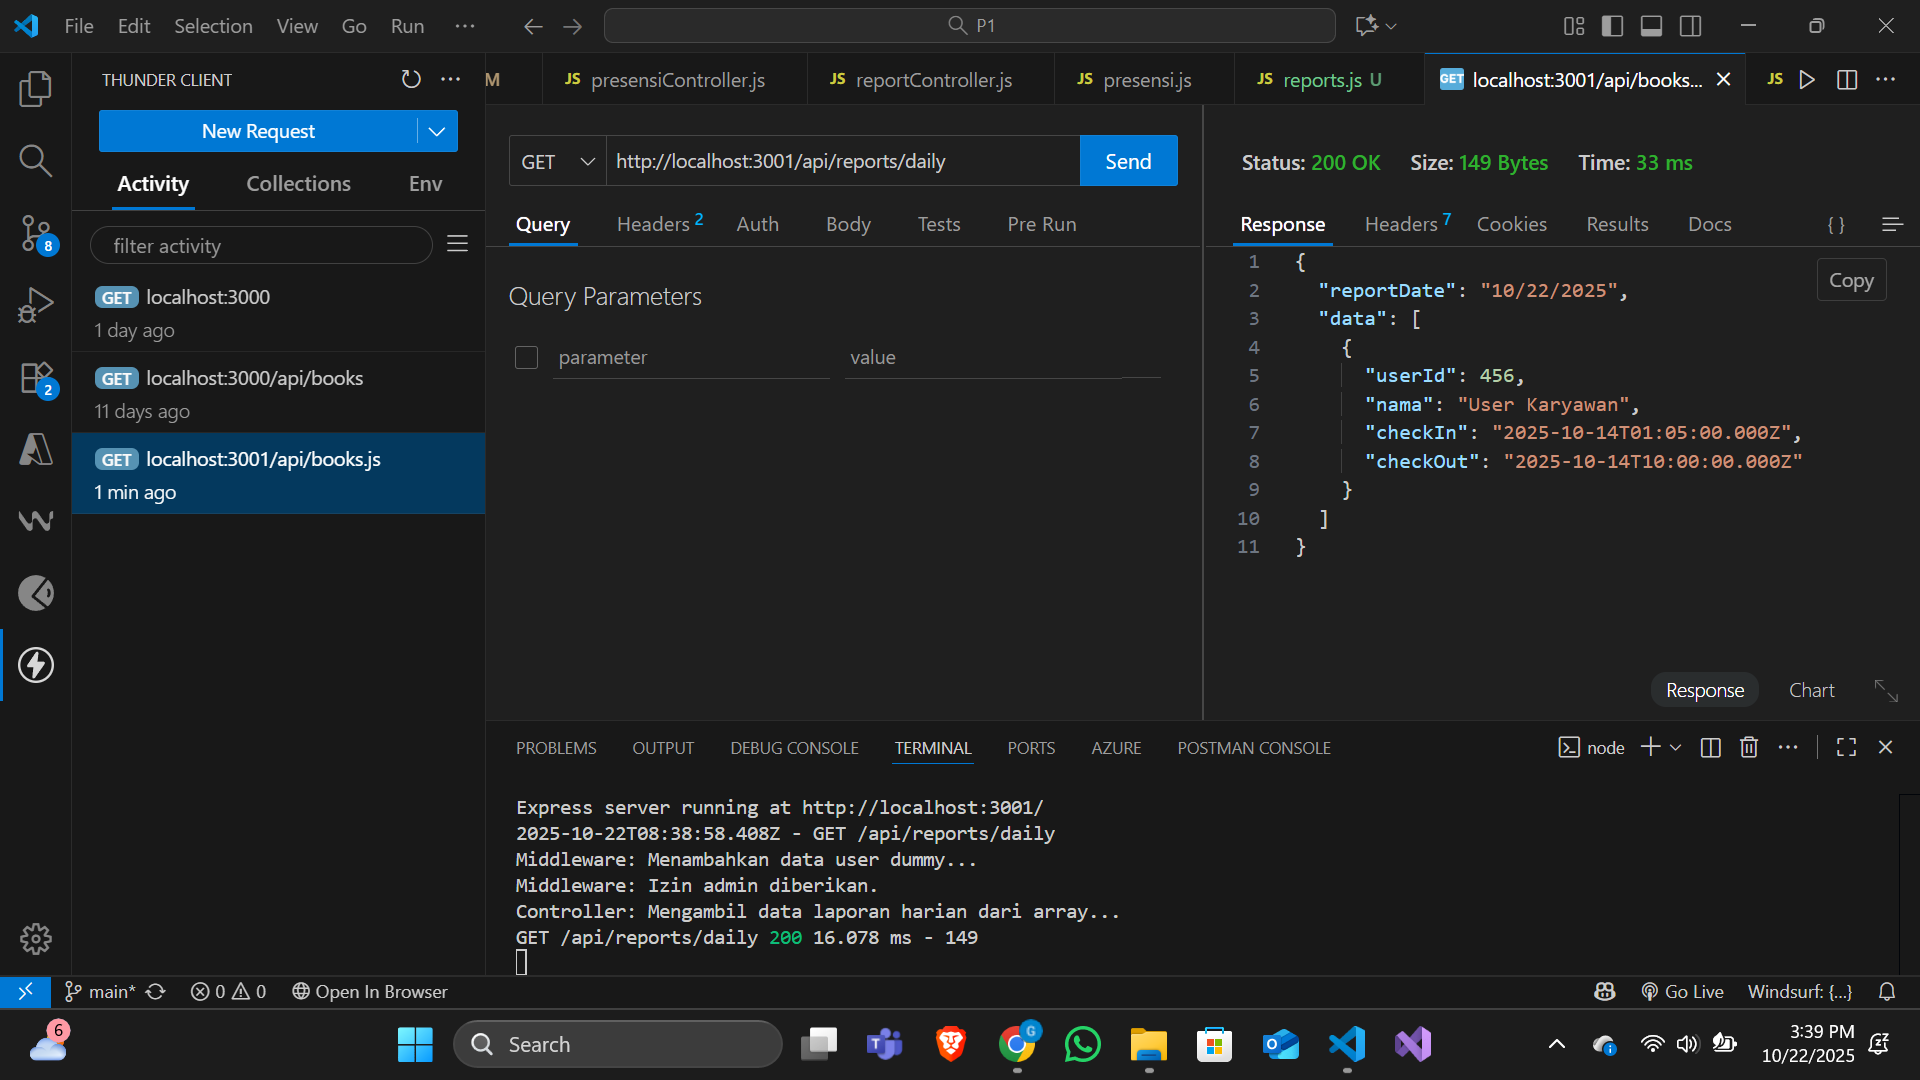 File Edit Selection View Go Run ...
P1
THUNDER CLIENT
M
JS presensiController.js
JS reportController.js
JS presensi.js
JS reports.js U
GET localhost:3001/api/books...
JS
New Request
Activity Collections Env
filter activity
GET localhost:3000
1 day ago
GET localhost:3000/api/books
11 days ago
GET localhost:3001/api/books.js
1 min ago
8
2
GET http://localhost:3001/api/reports/daily Send
Query Headers 2 Auth Body Tests Pre Run
Query Parameters
parameter value
Status: 200 OK Size: 149 Bytes Time: 33 ms
Response Headers 7 Cookies Results Docs { }
Copy
1 {
2 "reportDate": "10/22/2025",
3 "data": [
4 {
5 "userId": 456,
6 "nama": "User Karyawan",
7 "checkIn": "2025-10-14T01:05:00.000Z",
8 "checkOut": "2025-10-14T10:00:00.000Z"
9 }
10 ]
11 }
Response Chart
PROBLEMS OUTPUT DEBUG CONSOLE TERMINAL PORTS AZURE POSTMAN CONSOLE
node
Express server running at http://localhost:3001/
2025-10-22T08:38:58.408Z - GET /api/reports/daily
Middleware: Menambahkan data user dummy...
Middleware: Izin admin diberikan.
Controller: Mengambil data laporan harian dari array...
GET /api/reports/daily 200 16.078 ms - 149
main* 0 0 Open In Browser
Go Live Windsurf: {...}
6
Search
G
3:39 PM
10/22/2025